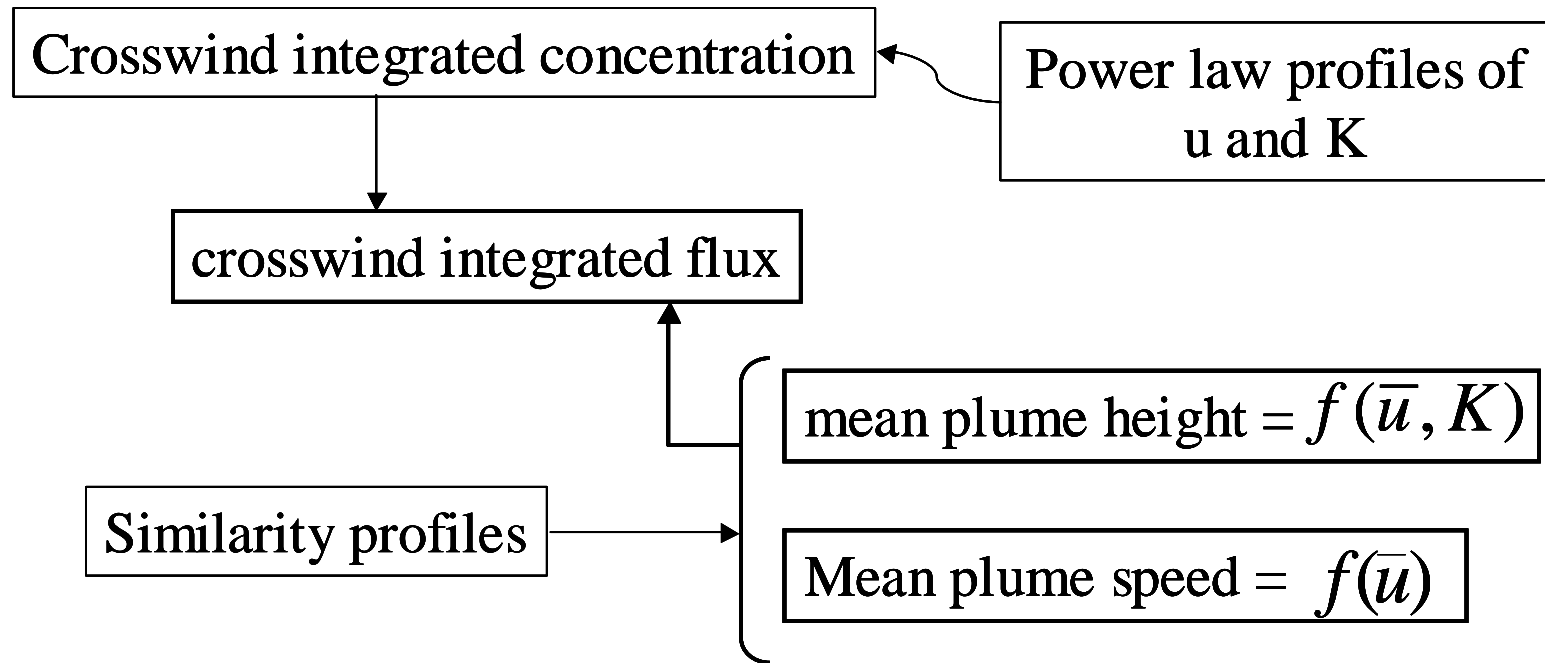 Crosswind integrated concentration
Power law profiles of
u and K
crosswind integrated flux
mean plume height = f(u̅, K)
Similarity profiles
Mean plume speed = f(u̅)